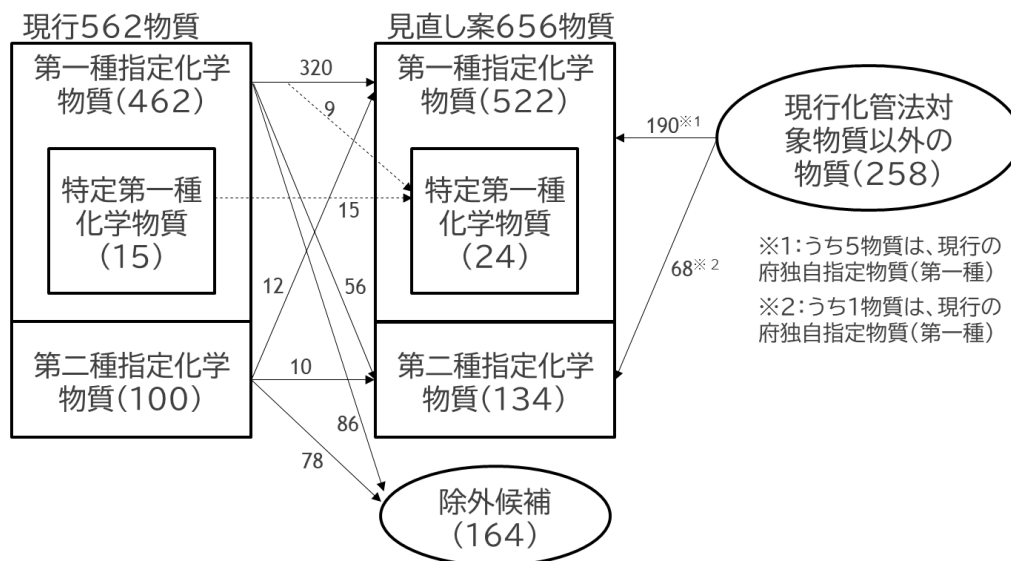 現行562物質
第一種指定化学
物質(462)
特定第一種
化学物質
(15)
第二種指定化学
物質(100)
320
9
15
12
56
10
86
78
見直し案656物質
第一種指定化学
物質(522)
特定第一種
化学物質
(24)
第二種指定化学
物質(134)
除外候補
(164)
190※1
68※2
現行化管法対
象物質以外の
物質(258)
※1:うち5物質は、現行の
府独自指定物質(第一種)
※2:うち1物質は、現行の
府独自指定物質(第一種)